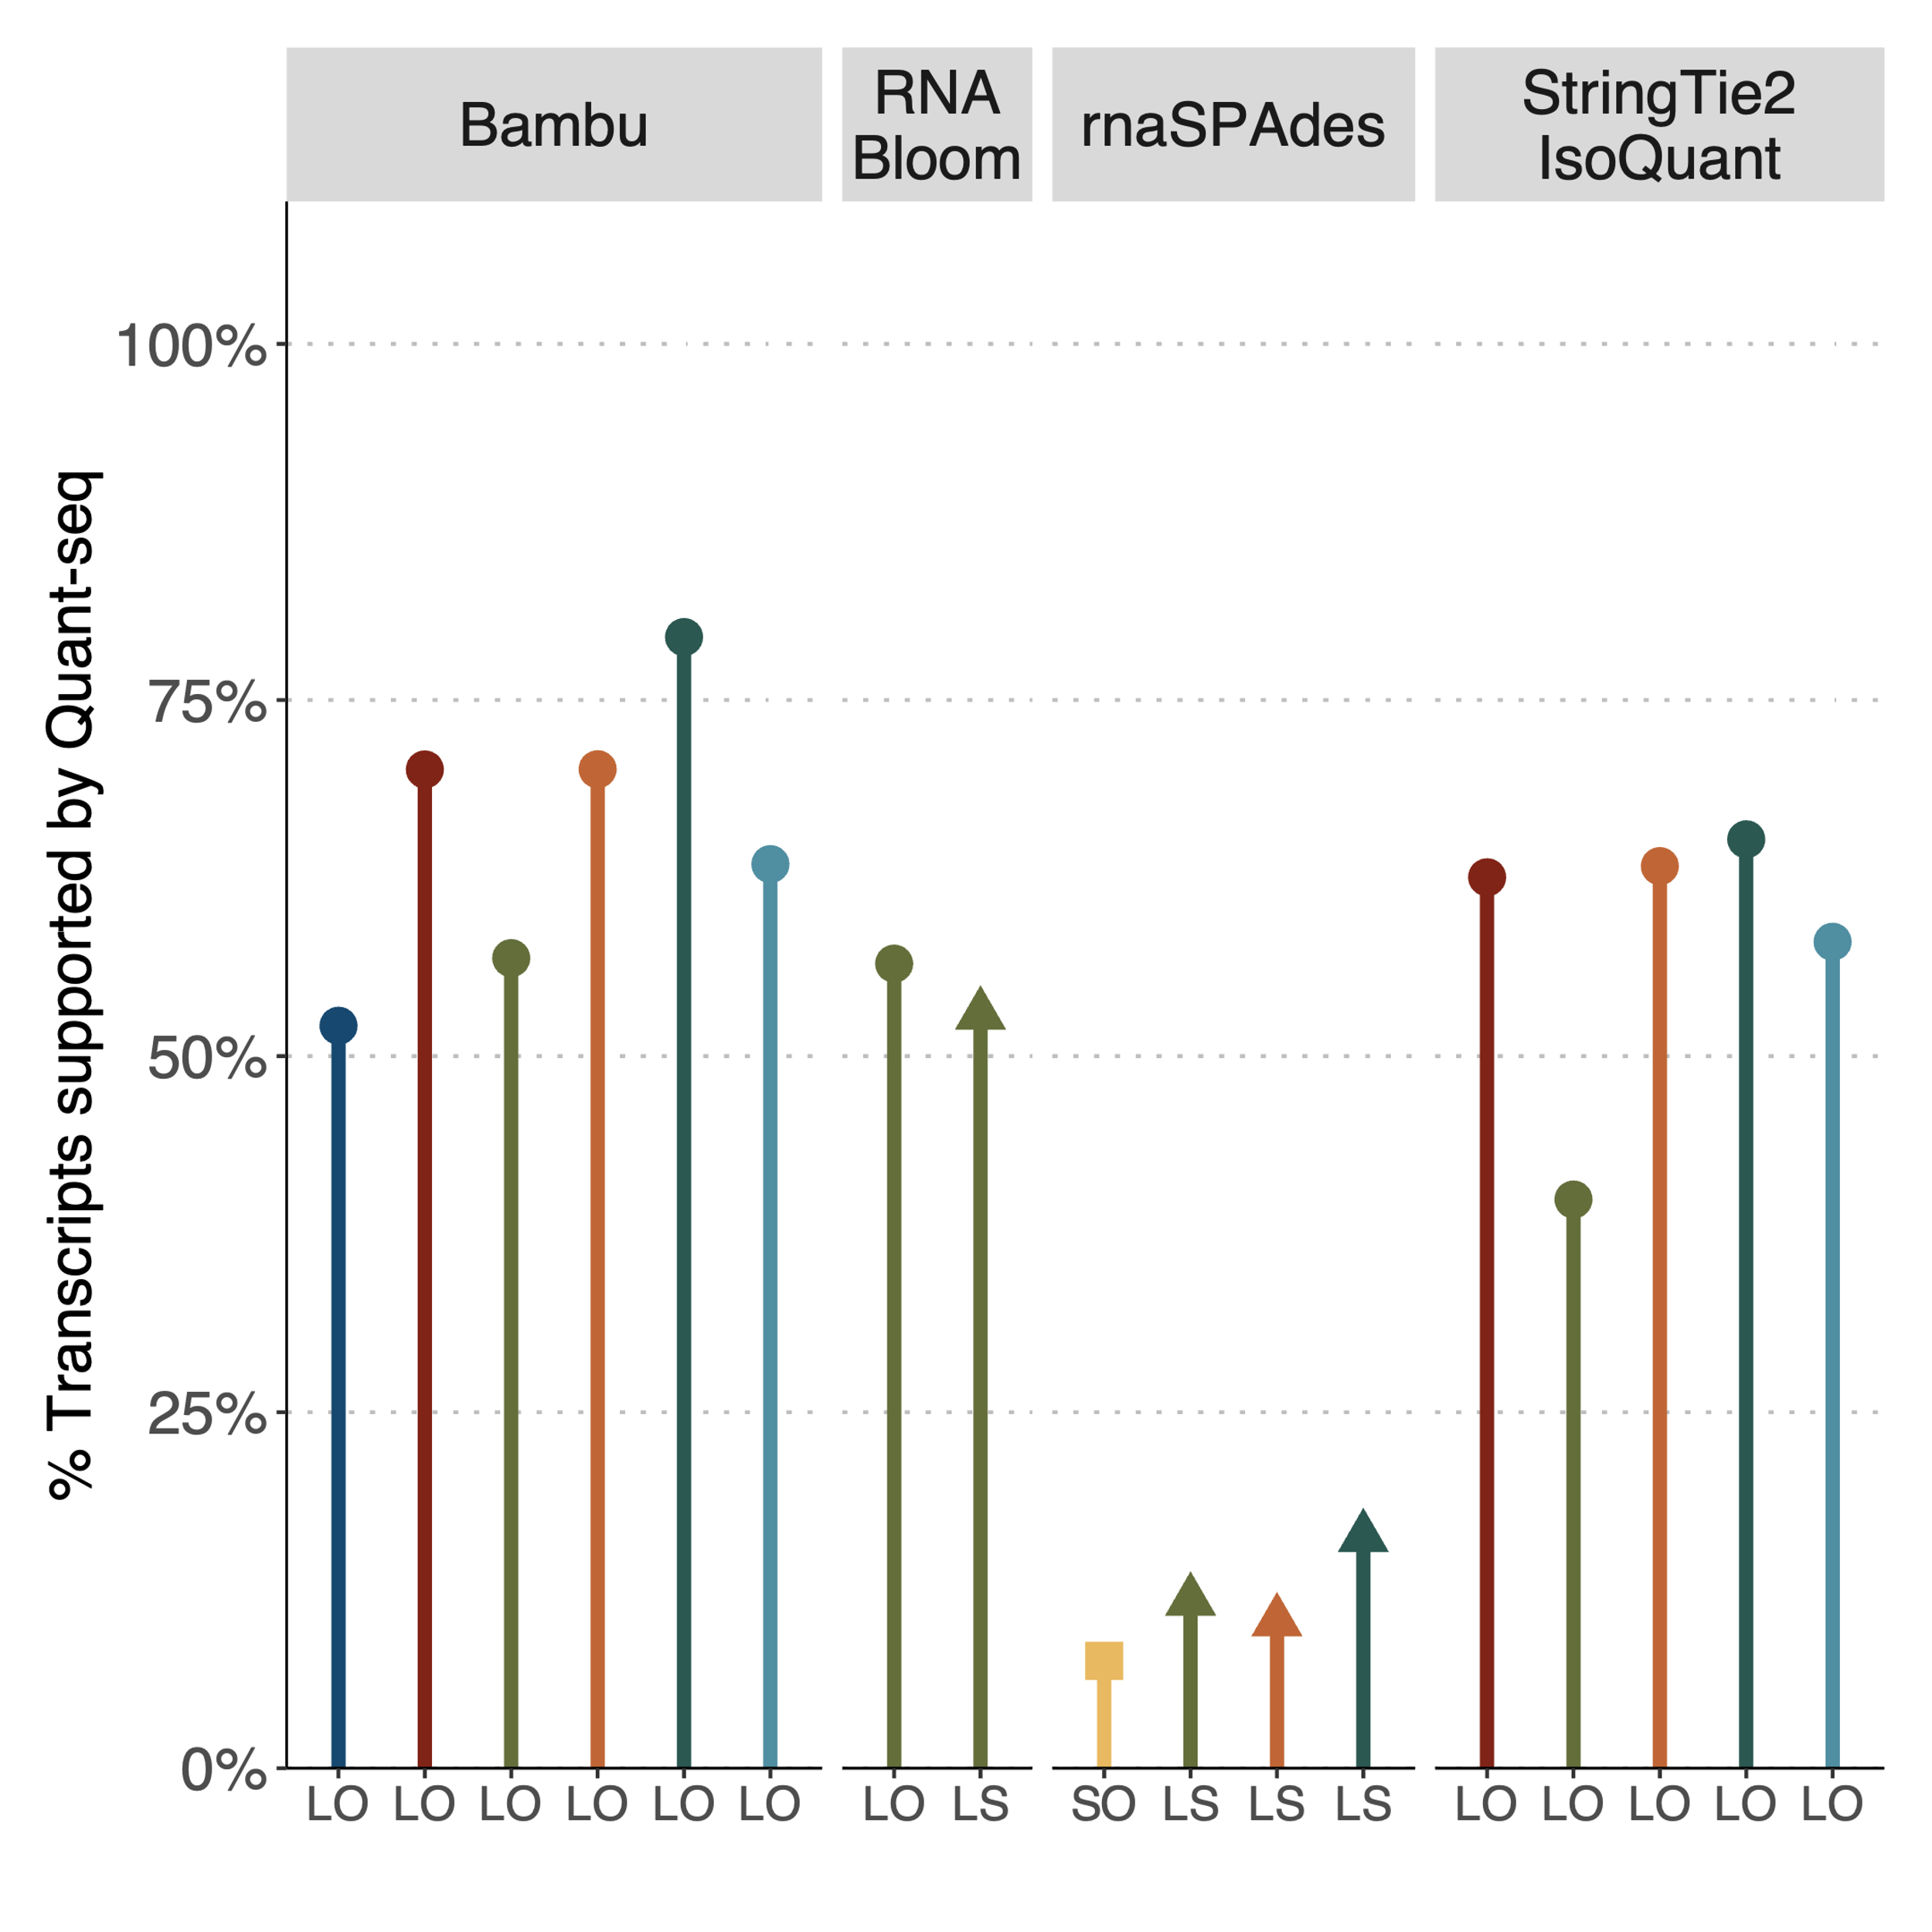 Bambu
RNA
Bloom
rnaSPAdes
StringTie2
IsoQuant
% Transcripts supported by Quant-seq
100%
75%
50%
25%
0%
LO LO LO LO LO LO LO LS SO LS LS LS LO LO LO LO LO